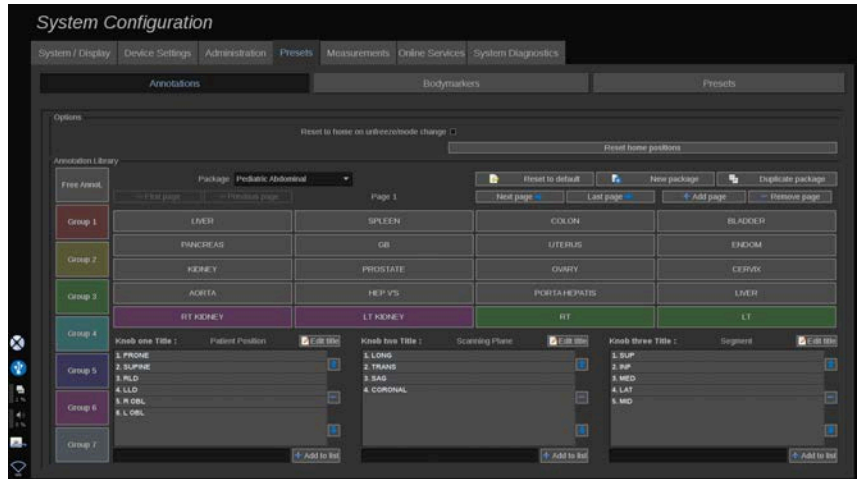 System Configuration
System / Display Device Settings Administration Presets Measurements Online Services System Diagnostics
Annotations Bodymarkers Presets
Options
Reset to home on unfreeze/mode change
Reset home positions
Annotation Library
Free Annot. Package Pediatric Abdominal Reset to default New package Duplicate package
First page Previous page Page 1 Next page Last page Add page Remove page
Group 1 LIVER SPLEEN COLON BLADDER
PANCREAS GB UTERUS ENDOM
Group 2
KIDNEY PROSTATE OVARY CERVIX
Group 3 AORTA HEP V'S PORTA HEPATIS LIVER
RT KIDNEY LT KIDNEY RT LT
Group 4 Knob one Title : Patient Position Edit title Knob two Title : Scanning Plane Edit title Knob three Title : Segment Edit title
1. PRONE 1. LONG 1. SUP
2. SUPINE 2. TRANS 2. INF
Group 5 3. RLD 3. SAG 3. MED
4. LLD 4. CORONAL 4. LAT
5. R OBL 5. MID
Group 6 6. L OBL
Group 7
Add to list Add to list Add to list